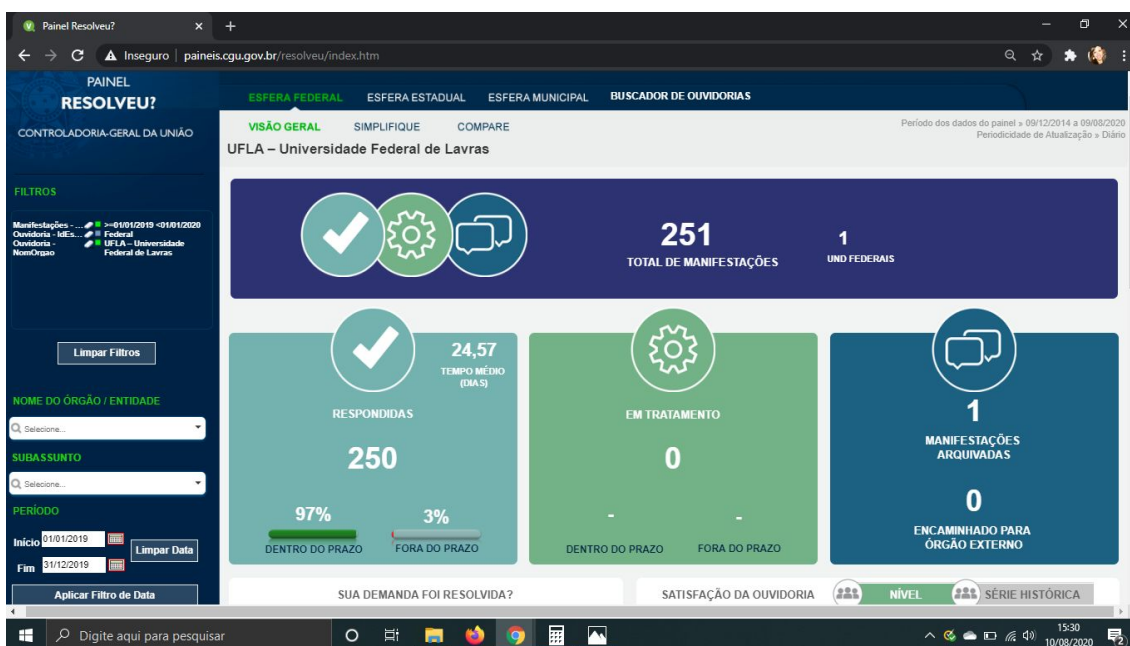 Painel Resolveu?
Inseguro | paineis.cgu.gov.br/resolveu/index.htm
PAINEL
RESOLVEU?
CONTROLADORIA-GERAL DA UNIÃO
ESFERA FEDERAL ESFERA ESTADUAL ESFERA MUNICIPAL BUSCADOR DE OUVIDORIAS
VISÃO GERAL SIMPLIFIQUE COMPARE
Período dos dados do painel » 09/12/2014 a 09/08/2020
Periodicidade de Atualização » Diário
UFLA – Universidade Federal de Lavras
FILTROS
Manifestações - ... >=01/01/2019 <01/01/2020
Ouvidoria - IdEs... Federal
Ouvidoria - UFLA – Universidade
NomOrgao Federal de Lavras
Limpar Filtros
NOME DO ÓRGÃO / ENTIDADE
Selecione...
SUBASSUNTO
Selecione...
PERÍODO
Início 01/01/2019
Limpar Data
Fim 31/12/2019
Aplicar Filtro de Data
251
TOTAL DE MANIFESTAÇÕES
1
UND FEDERAIS
24,57
TEMPO MÉDIO
(DIAS)
RESPONDIDAS
250
97% 3%
DENTRO DO PRAZO FORA DO PRAZO
EM TRATAMENTO
0
- -
DENTRO DO PRAZO FORA DO PRAZO
1
MANIFESTAÇÕES
ARQUIVADAS
0
ENCAMINHADO PARA
ÓRGÃO EXTERNO
SUA DEMANDA FOI RESOLVIDA?
SATISFAÇÃO DA OUVIDORIA NÍVEL SÉRIE HISTÓRICA
Digite aqui para pesquisar
15:30
10/08/2020
2